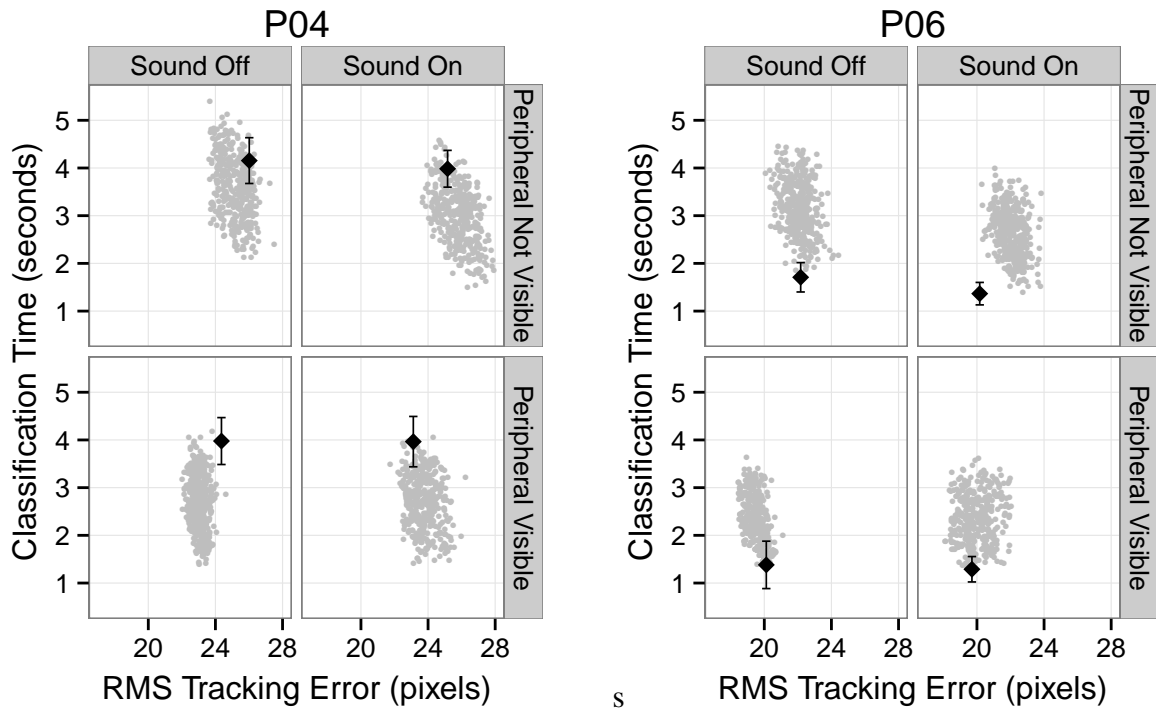 P04
Sound Off Sound On
5
4
3
2
1
Peripheral Not Visible
5
4
3
2
1
Peripheral Visible
Classification Time (seconds)
20 24 28 20 24 28
RMS Tracking Error (pixels)
s
P06
Sound Off Sound On
5
4
3
2
1
Peripheral Not Visible
5
4
3
2
1
Peripheral Visible
Classification Time (seconds)
20 24 28 20 24 28
RMS Tracking Error (pixels)